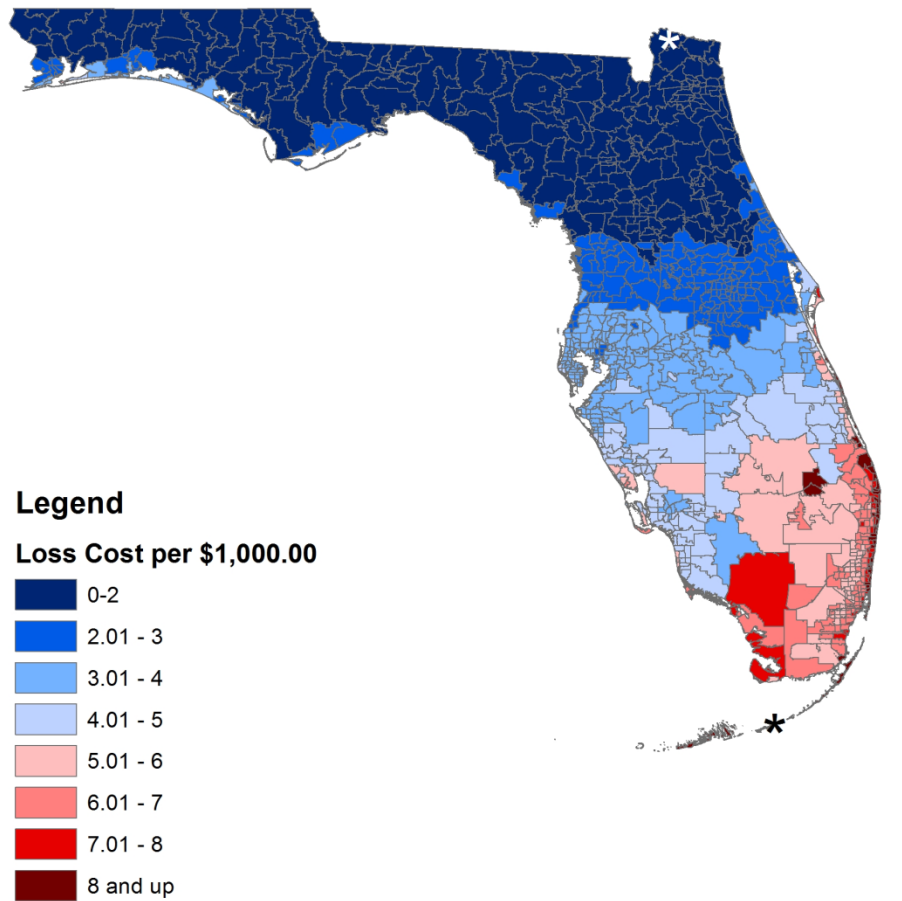 *
Legend
Loss Cost per $1,000.00
0-2
2.01 - 3
3.01 - 4
4.01 - 5
5.01 - 6
6.01 - 7
7.01 - 8
8 and up
*